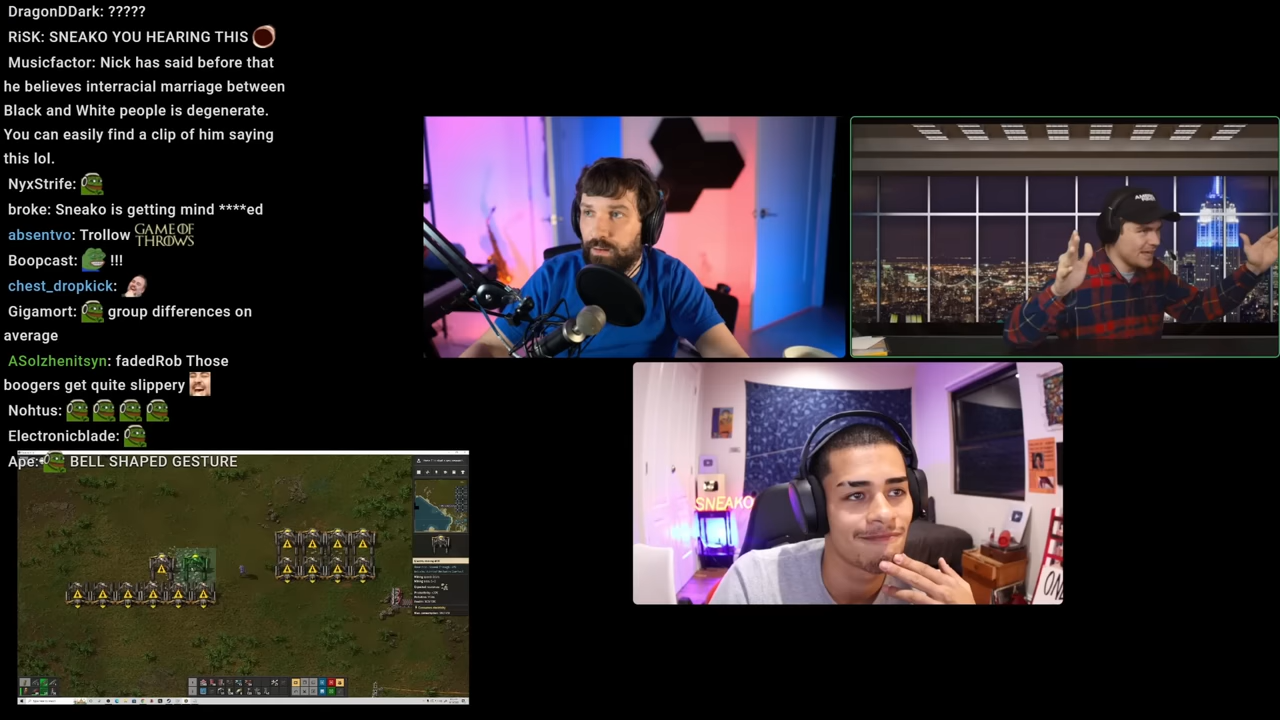 DragonDDark: ?????
RiSK: SNEAKO YOU HEARING THIS
Musicfactor: Nick has said before that
he believes interracial marriage between
Black and White people is degenerate.
You can easily find a clip of him saying
this lol.
NyxStrife:
broke: Sneako is getting mind ****ed
absentvo: Trollow GAME OF THROWS
Boopcast: !!!
chest_dropkick:
Gigamort: group differences on
average
ASolzhenitsyn: fadedRob Those
boogers get quite slippery
Nohtus:
Electronicblade:
Ape: BELL SHAPED GESTURE
SNEAKO